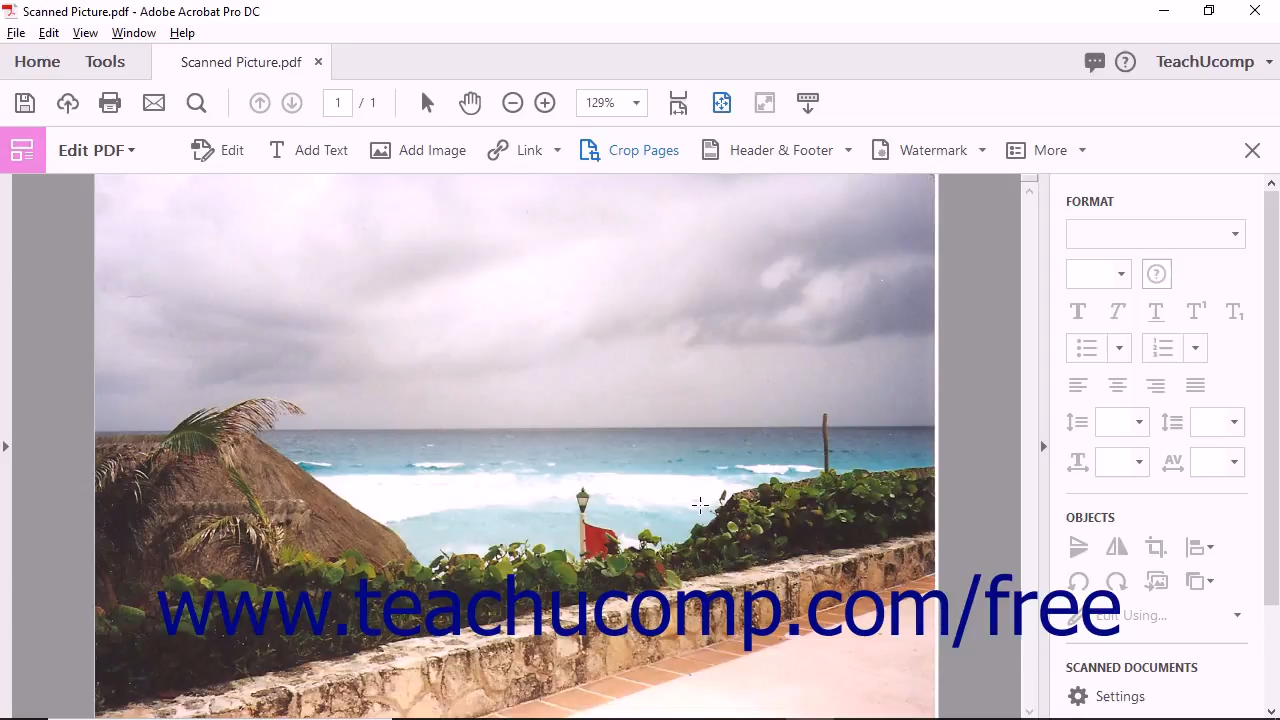 Scanned Picture.pdf - Adobe Acrobat Pro DC
File Edit View Window Help
Home Tools Scanned Picture.pdf × TeachUcomp
1 / 1 129%
Edit PDF Edit Add Text Add Image Link Crop Pages Header & Footer Watermark More
FORMAT
OBJECTS
Edit Using...
SCANNED DOCUMENTS
Settings
www.teachucomp.com/free